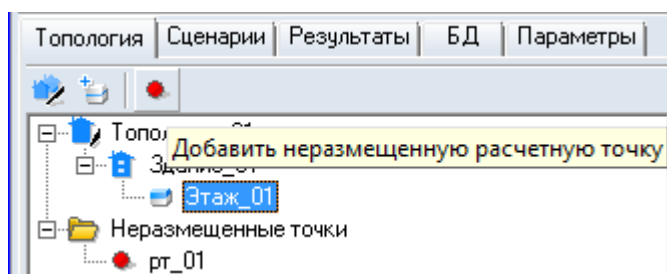 Топология Сценарии Результаты БД Параметры
Добавить неразмещенную расчетную точку
Этаж_01
Неразмещенные точки
рт_01